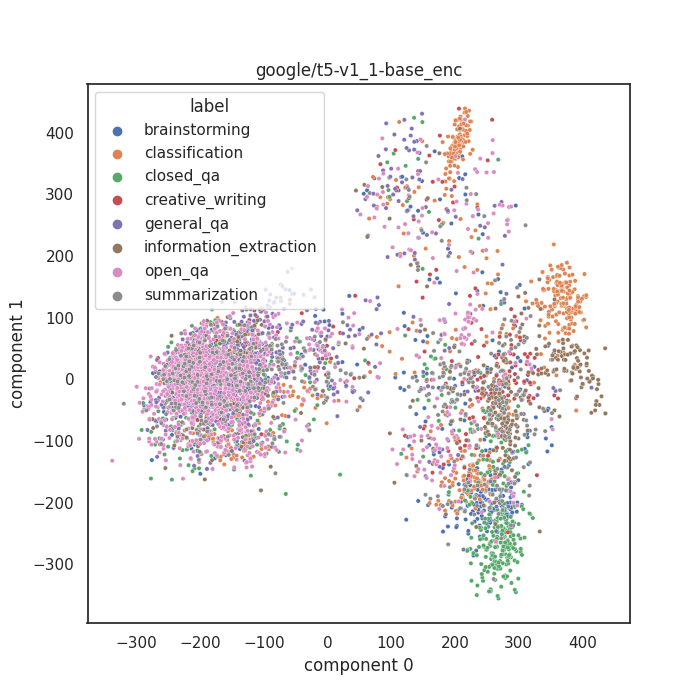 google/t5-v1_1-base_enc
label
brainstorming
classification
closed_qa
creative_writing
general_qa
information_extraction
open_qa
summarization
component 1
400
300
200
100
0
−100
−200
−300
−300 −200 −100 0 100 200 300 400
component 0